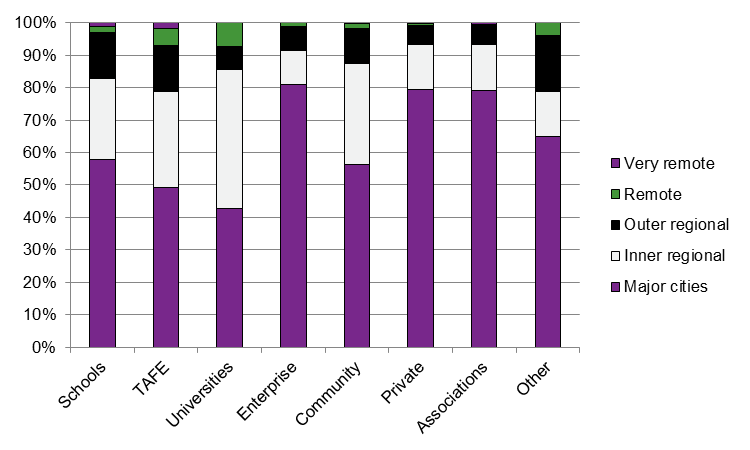 100%
90%
80%
70%
60%
50%
40%
30%
20%
10%
0%
Schools
TAFE
Universities
Enterprise
Community
Private
Associations
Other
Very remote
Remote
Outer regional
Inner regional
Major cities